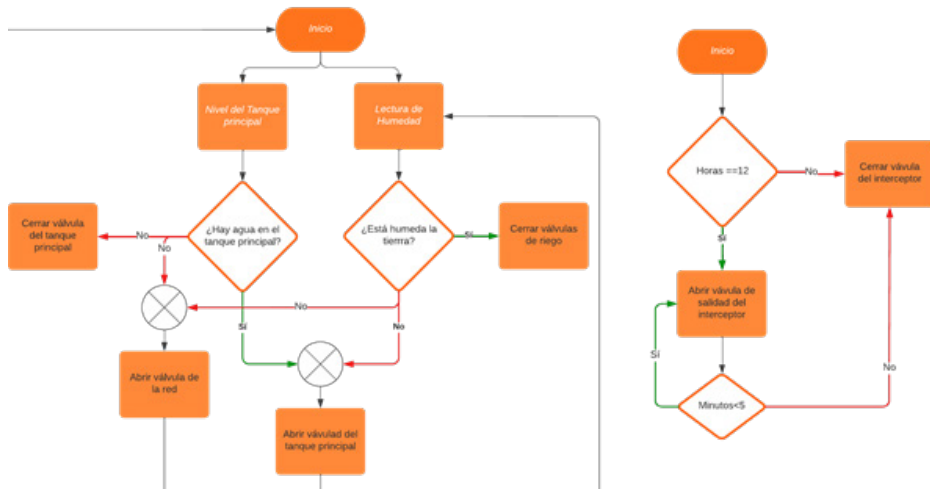 Inicio
Nivel del Tanque
principal
Lectura de
Humedad
¿Hay agua en el
tanque principal?
¿Está humeda la
tierrra?
No
Cerrar válvula
del tanque
principal
No
Sí
Cerrar válvulas
de riego
No
Sí
No
Abrir válvula de
la red
Abrir vávulad del
tanque principal
Inicio
Horas ==12
No
Cerrar vávula
del interceptor
Sí
Abrir vávula de
salidad del
interceptor
Sí
No
Minutos<5